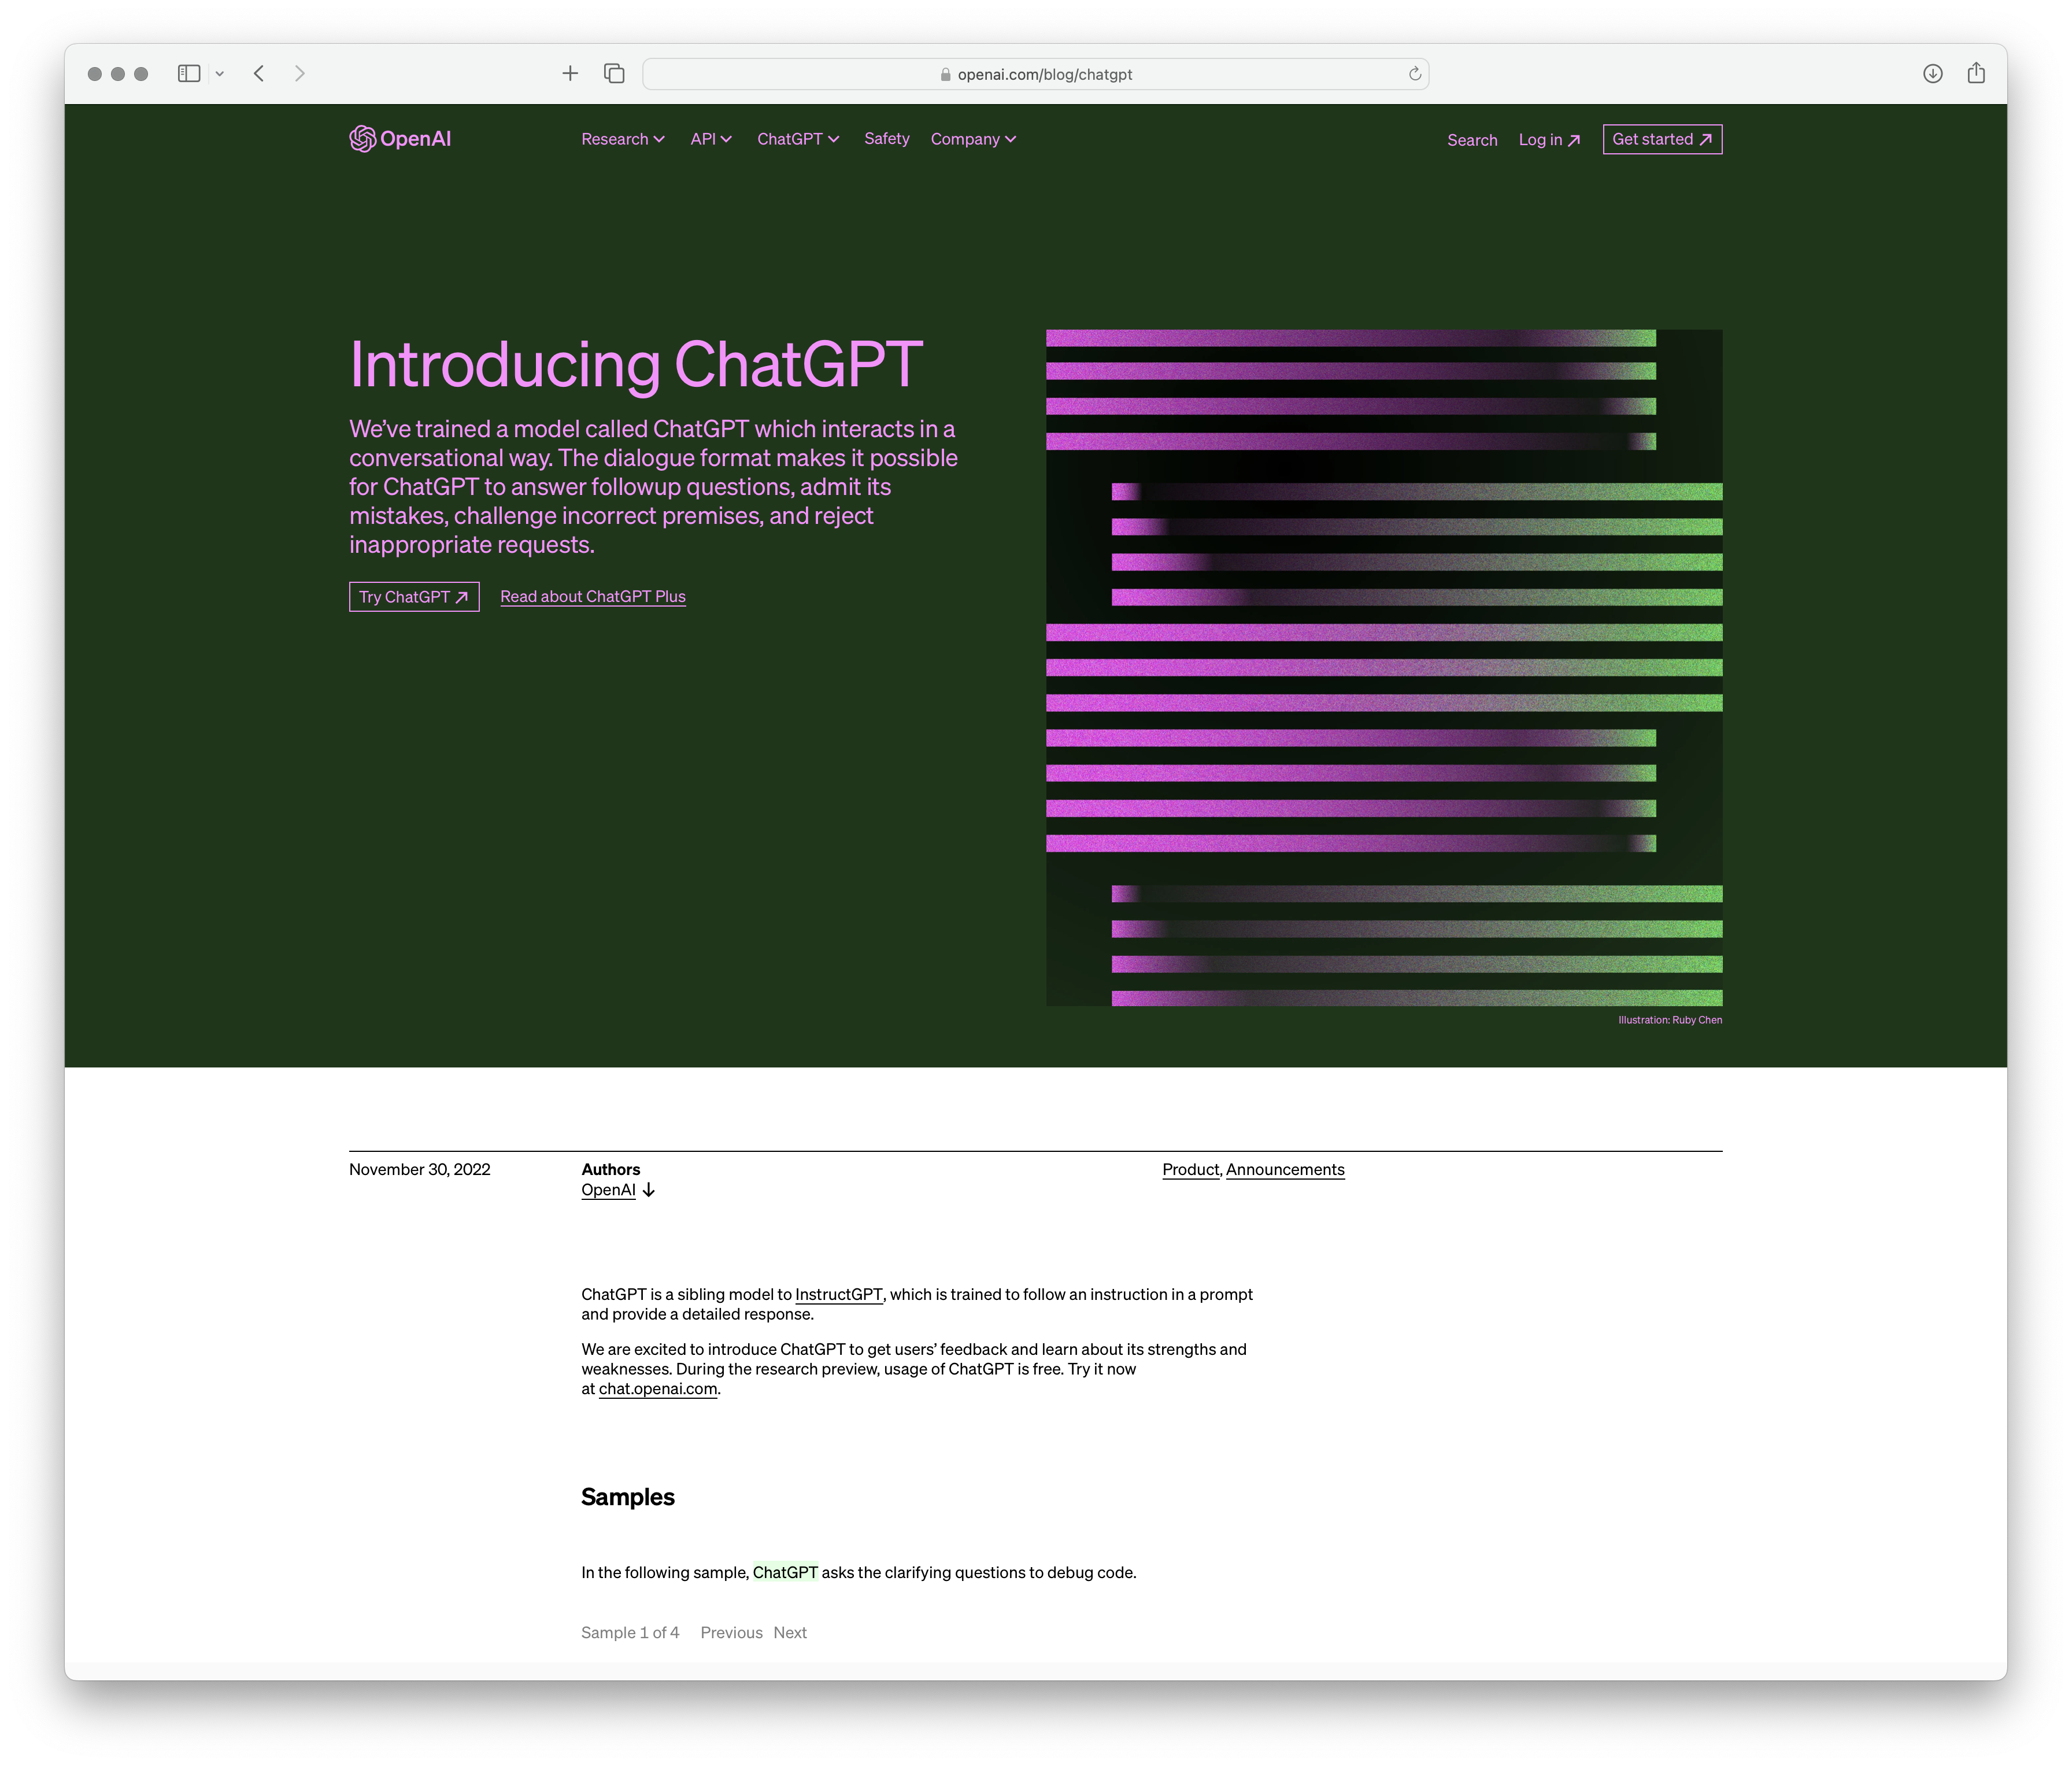 openai.com/blog/chatgpt
OpenAI
Research
API
ChatGPT
Safety
Company
Search
Log in
Get started
Introducing ChatGPT
We’ve trained a model called ChatGPT which interacts in a
conversational way. The dialogue format makes it possible
for ChatGPT to answer followup questions, admit its
mistakes, challenge incorrect premises, and reject
inappropriate requests.
Try ChatGPT
Read about ChatGPT Plus
Illustration: Ruby Chen
November 30, 2022
Authors
OpenAI
Product, Announcements
ChatGPT is a sibling model to InstructGPT, which is trained to follow an instruction in a prompt
and provide a detailed response.
We are excited to introduce ChatGPT to get users’ feedback and learn about its strengths and
weaknesses. During the research preview, usage of ChatGPT is free. Try it now
at chat.openai.com.
Samples
In the following sample, ChatGPT asks the clarifying questions to debug code.
Sample 1 of 4
Previous
Next